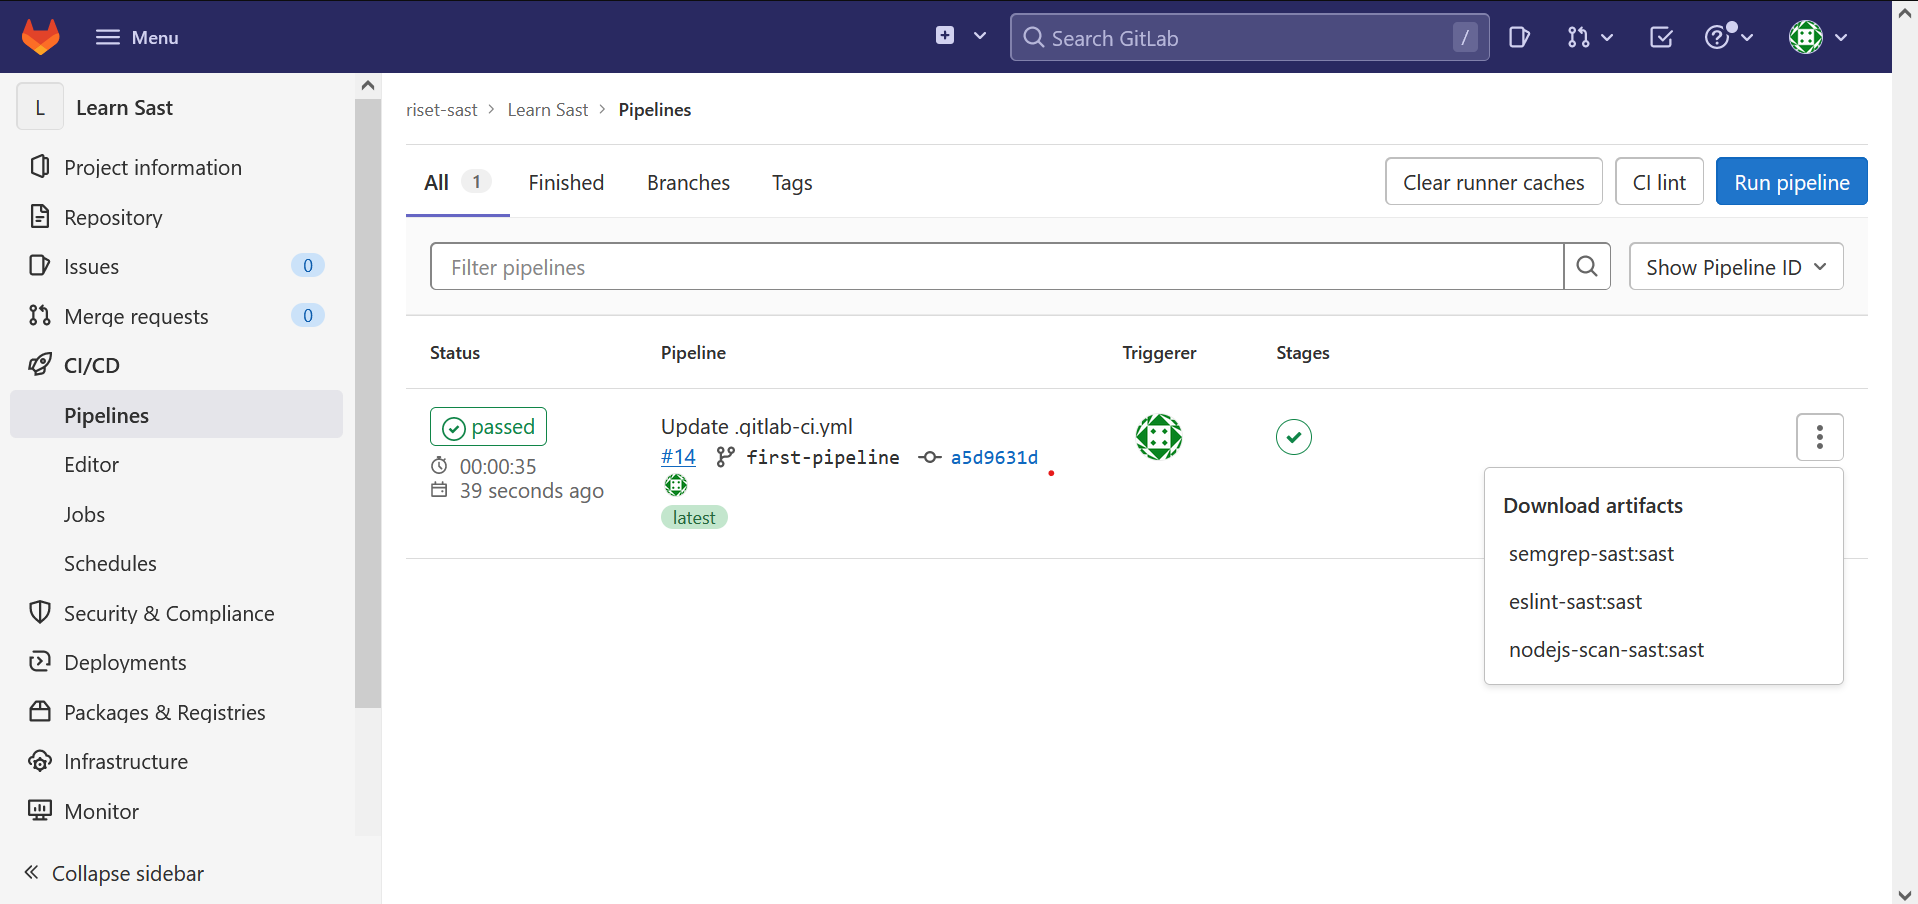 Menu
Search GitLab /
L Learn Sast
Project information
Repository
Issues 0
Merge requests 0
CI/CD
Pipelines
Editor
Jobs
Schedules
Security & Compliance
Deployments
Packages & Registries
Infrastructure
Monitor
Collapse sidebar
riset-sast > Learn Sast > Pipelines
All 1 Finished Branches Tags Clear runner caches CI lint Run pipeline
Filter pipelines Show Pipeline ID
Status Pipeline Triggerer Stages
passed Update .gitlab-ci.yml
#14 first-pipeline a5d9631d
00:00:35
39 seconds ago
latest
Download artifacts
semgrep-sast:sast
eslint-sast:sast
nodejs-scan-sast:sast